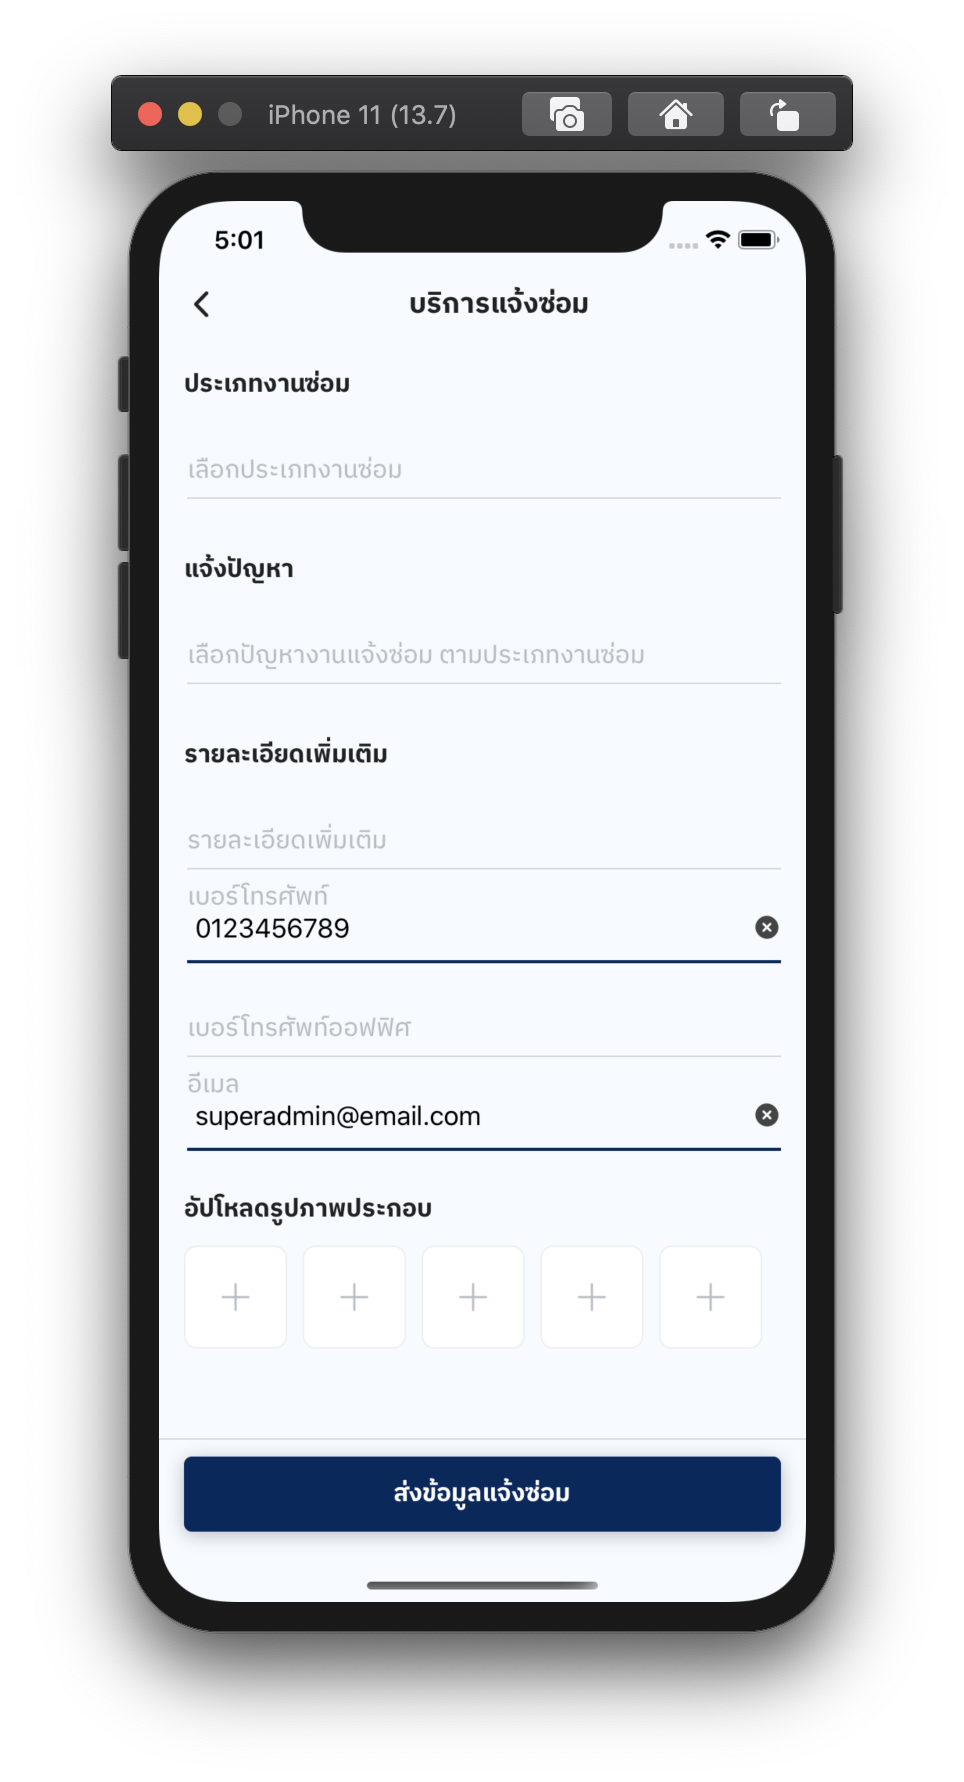 iPhone 11 (13.7)
5:01
บริการแจ้งซ่อม
ประเภทงานซ่อม
เลือกประเภทงานซ่อม
แจ้งปัญหา
เลือกปัญหางานแจ้งซ่อม ตามประเภทงานซ่อม
รายละเอียดเพิ่มเติม
รายละเอียดเพิ่มเติม
เบอร์โทรศัพท์
0123456789
เบอร์โทรศัพท์ออฟฟิศ
อีเมล
superadmin@email.com
อัปโหลดรูปภาพประกอบ
ส่งข้อมูลแจ้งซ่อม